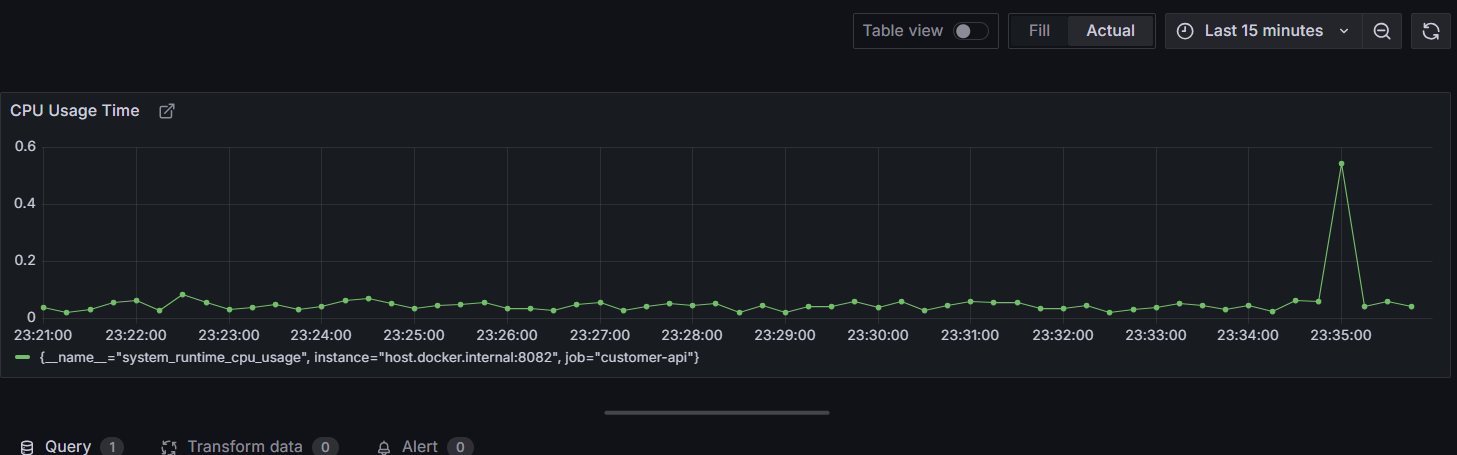 Table view Fill Actual Last 15 minutes
CPU Usage Time
0.6
0.4
0.2
0
23:21:00 23:22:00 23:23:00 23:24:00 23:25:00 23:26:00 23:27:00 23:28:00 23:29:00 23:30:00 23:31:00 23:32:00 23:33:00 23:34:00 23:35:00
{__name__="system_runtime_cpu_usage", instance="host.docker.internal:8082", job="customer-api"}
Query 1 Transform data 0 Alert 0